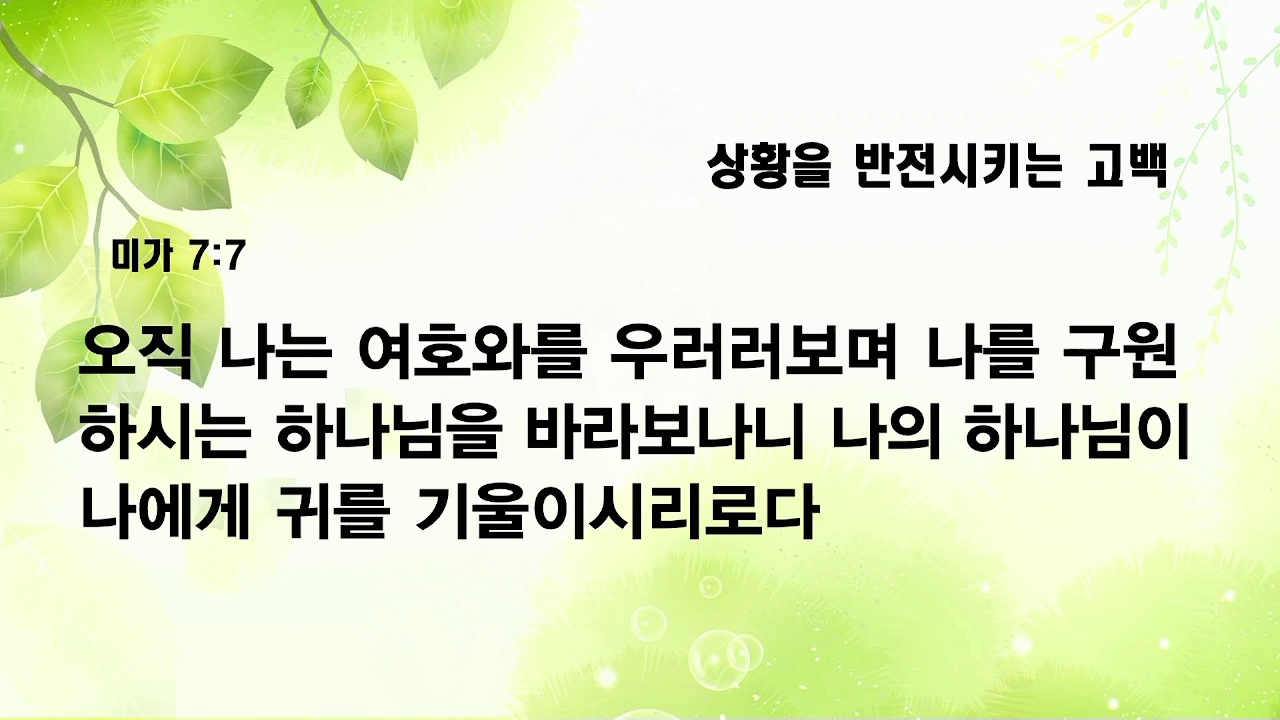 상황을 반전시키는 고백
미가 7:7
오직 나는 여호와를 우러러보며 나를 구원
하시는 하나님을 바라보나니 나의 하나님이
나에게 귀를 기울이시리로다